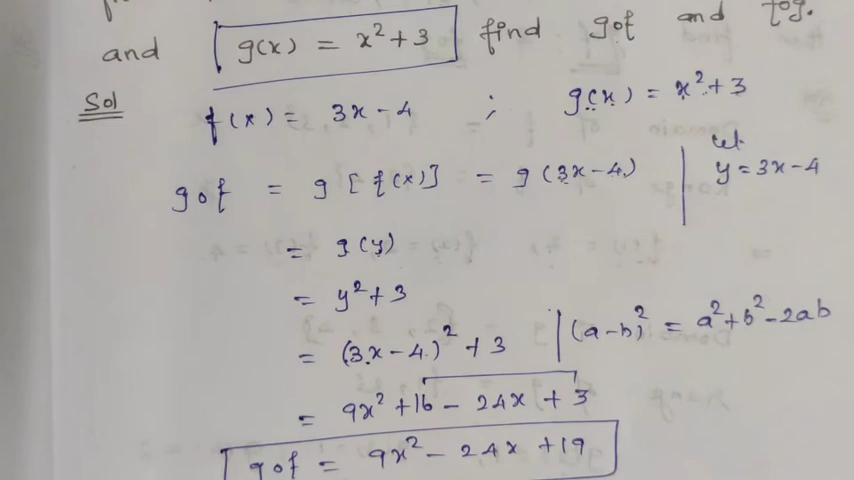 and g(x) = x²+3 find gof and fog.
Sol
f(x) = 3x-4 ; g(x) = x²+3
gof = g[f(x)] = g(3x-4) | let y = 3x-4
= g(y)
= y²+3
= (3x-4)²+3 | (a-b)² = a²+b²-2ab
= 9x²+16-24x+3
gof = 9x²-24x+19